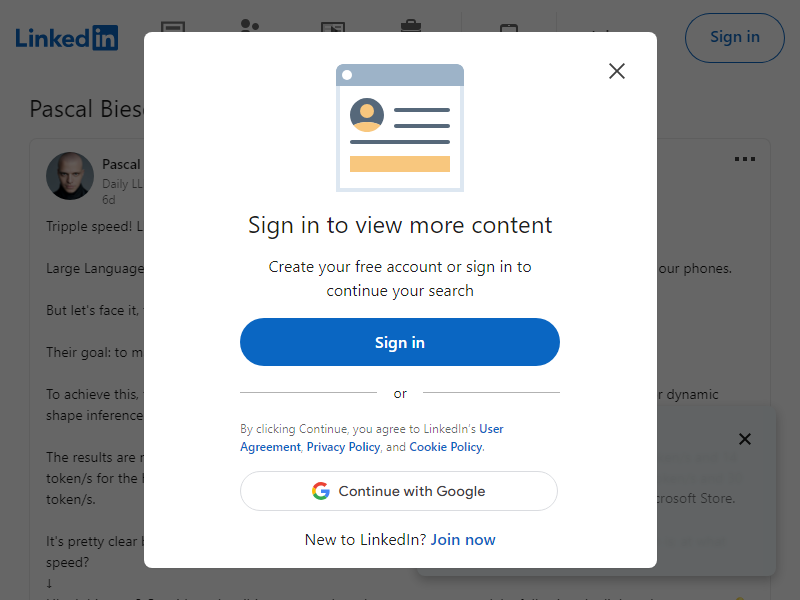 Linked in
Sign in
Pascal Bies
Pascal
Daily LL
6d
Tripple speed! L
Large Language
our phones.
But let's face it,
Their goal: to m
To achieve this,
r dynamic
shape inference
The results are
token/s for the
token/s.
crosoft Store.
It's pretty clear
speed?
↓
Sign in to view more content
Create your free account or sign in to
continue your search
Sign in
or
By clicking Continue, you agree to LinkedIn's User
Agreement, Privacy Policy, and Cookie Policy.
Continue with Google
New to LinkedIn? Join now